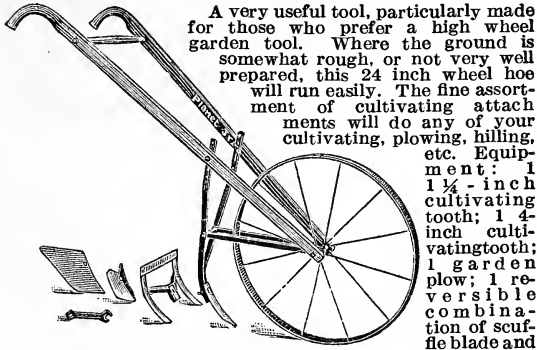 A very useful tool, particularly made
for those who prefer a high wheel
garden tool. Where the ground is
somewhat rough, or not very well
prepared, this 24 inch wheel hoe
will run easily. The fine assort-
ment of cultivating attach
ments will do any of your
cultivating, plowing, hilling,
etc. Equip-
ment: 1
1¼-inch
cultivating
tooth; 1 4-
inch culti-
vatingtooth;
1 garden
plow; 1 re-
versible
combina-
tion of scuf-
fle blade and
Planet Jr